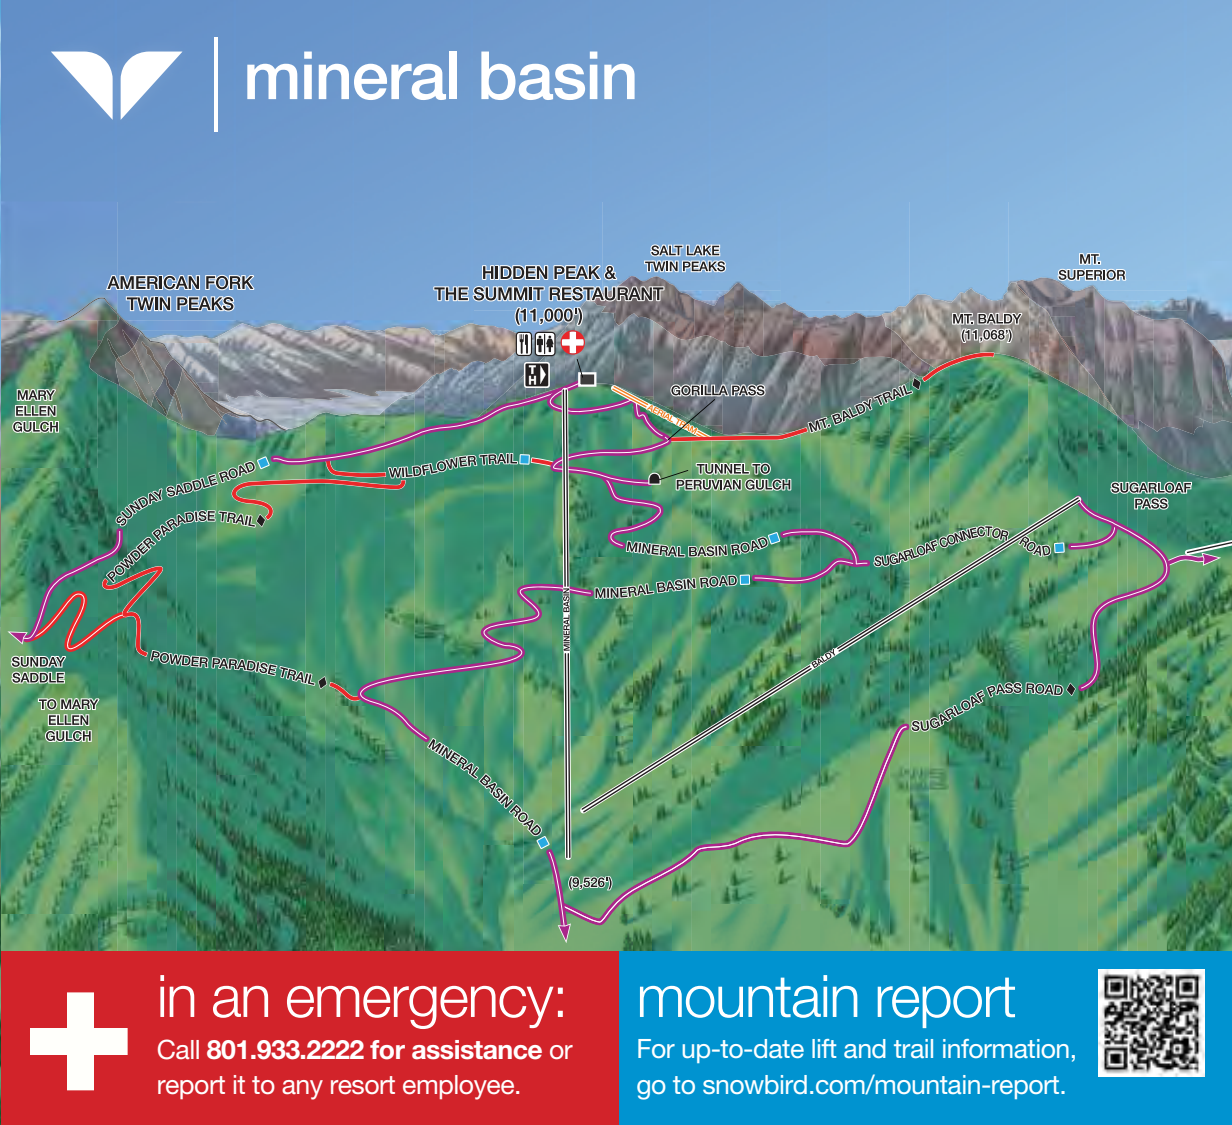 mineral basin
SALT LAKE
TWIN PEAKS
MT.
SUPERIOR
AMERICAN FORK
TWIN PEAKS
HIDDEN PEAK &
THE SUMMIT RESTAURANT
(11,000')
MT. BALDY
(11,068')
TH
MARY
ELLEN
GULCH
GORILLA PASS
AERIAL TRAM
MT. BALDY TRAIL
SUNDAY SADDLE ROAD
WILDFLOWER TRAIL
TUNNEL TO
PERUVIAN GULCH
SUGARLOAF
PASS
POWDER PARADISE TRAIL
MINERAL BASIN ROAD
SUGARLOAF CONNECTOR ROAD
MINERAL BASIN ROAD
MINERAL BASIN
SUNDAY
SADDLE
POWDER PARADISE TRAIL
BALDY
TO MARY
ELLEN
GULCH
SUGARLOAF PASS ROAD
MINERAL BASIN ROAD
(9,526')
in an emergency:
Call 801.933.2222 for assistance or
report it to any resort employee.
mountain report
For up-to-date lift and trail information,
go to snowbird.com/mountain-report.